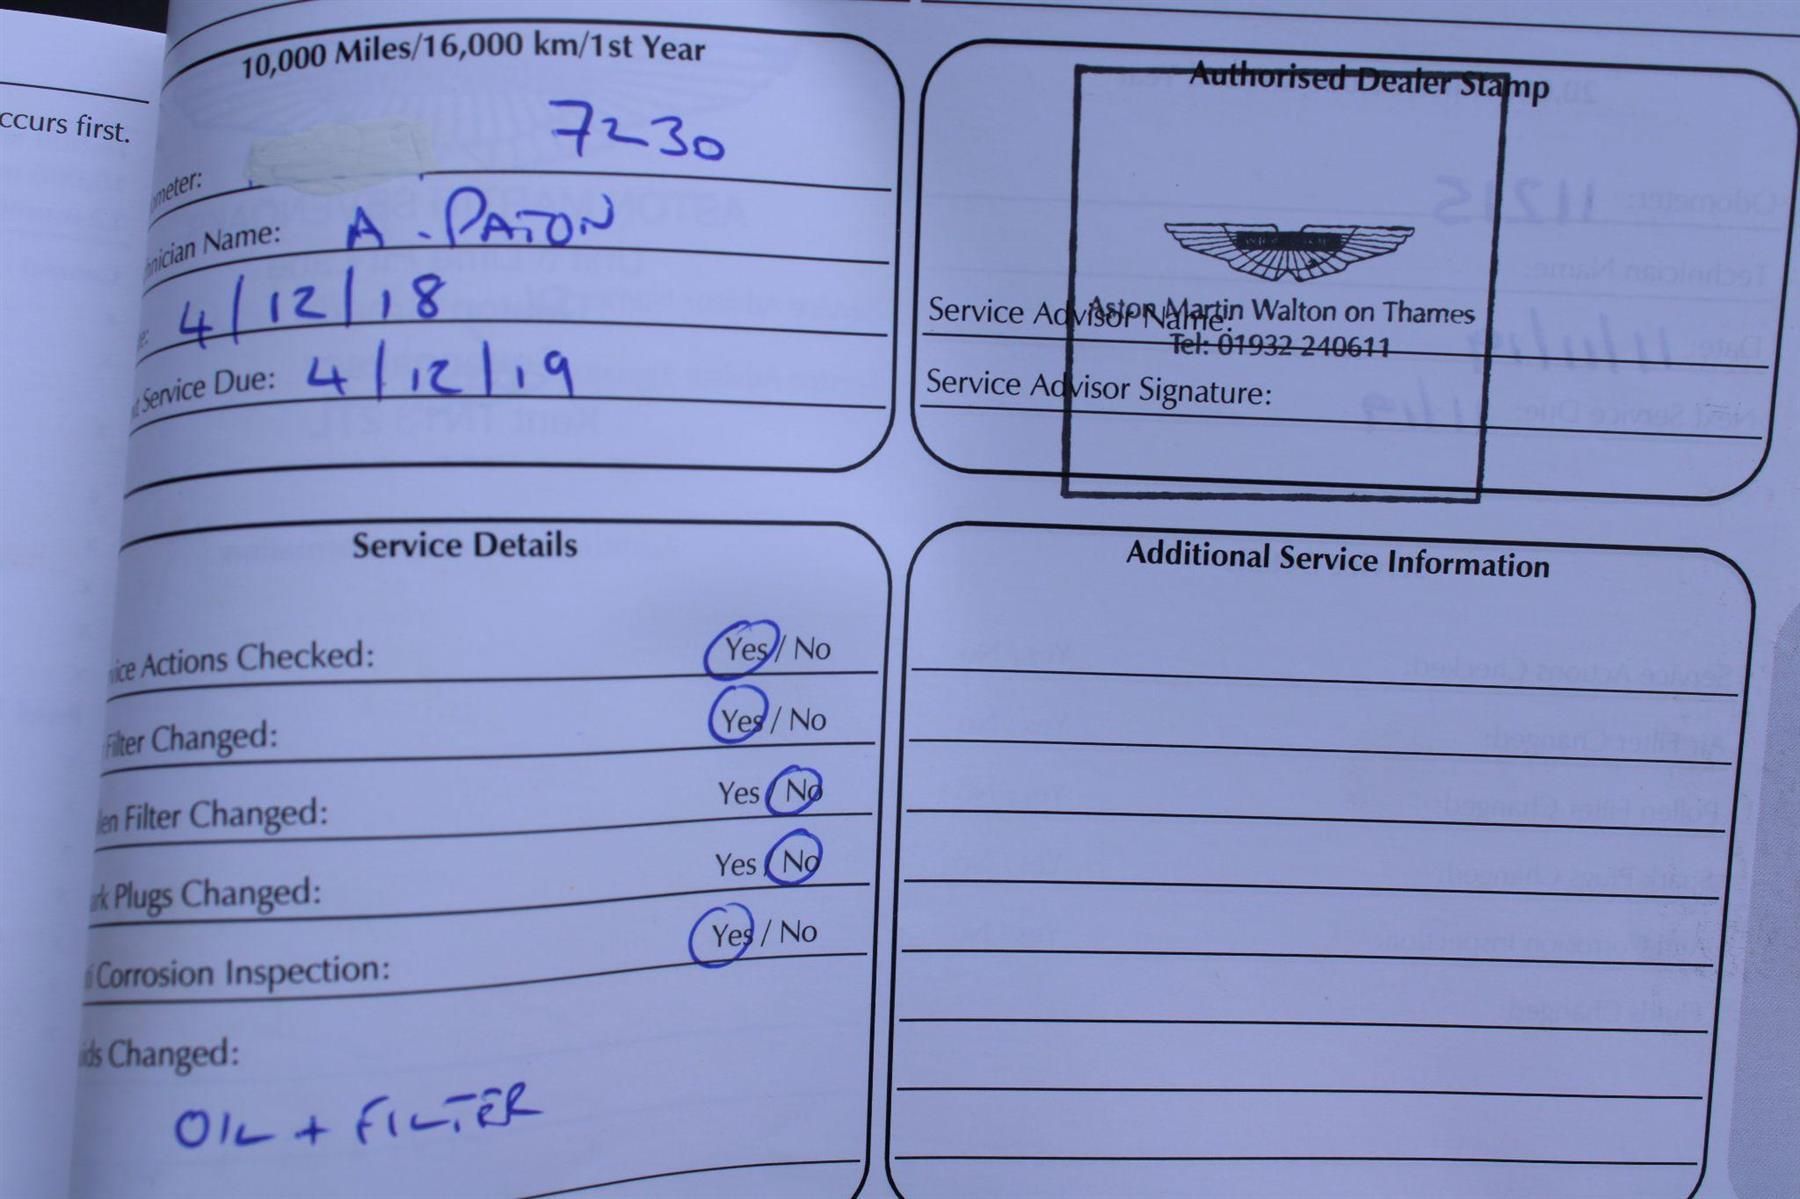 ccurs first.
10,000 Miles/16,000 km/1st Year
meter: 7230
nician Name: A. PATON
e: 4/12/18
t Service Due: 4/12/19
Authorised Dealer Stamp
Aston Martin Walton on Thames
Service Advisor Name:
Tel: 01932 240611
Service Advisor Signature:
Service Details
ice Actions Checked: Yes / No
Filter Changed: Yes / No
len Filter Changed: Yes / No
rk Plugs Changed: Yes / No
i Corrosion Inspection: Yes / No
ids Changed:
OIL + FILTER
Additional Service Information